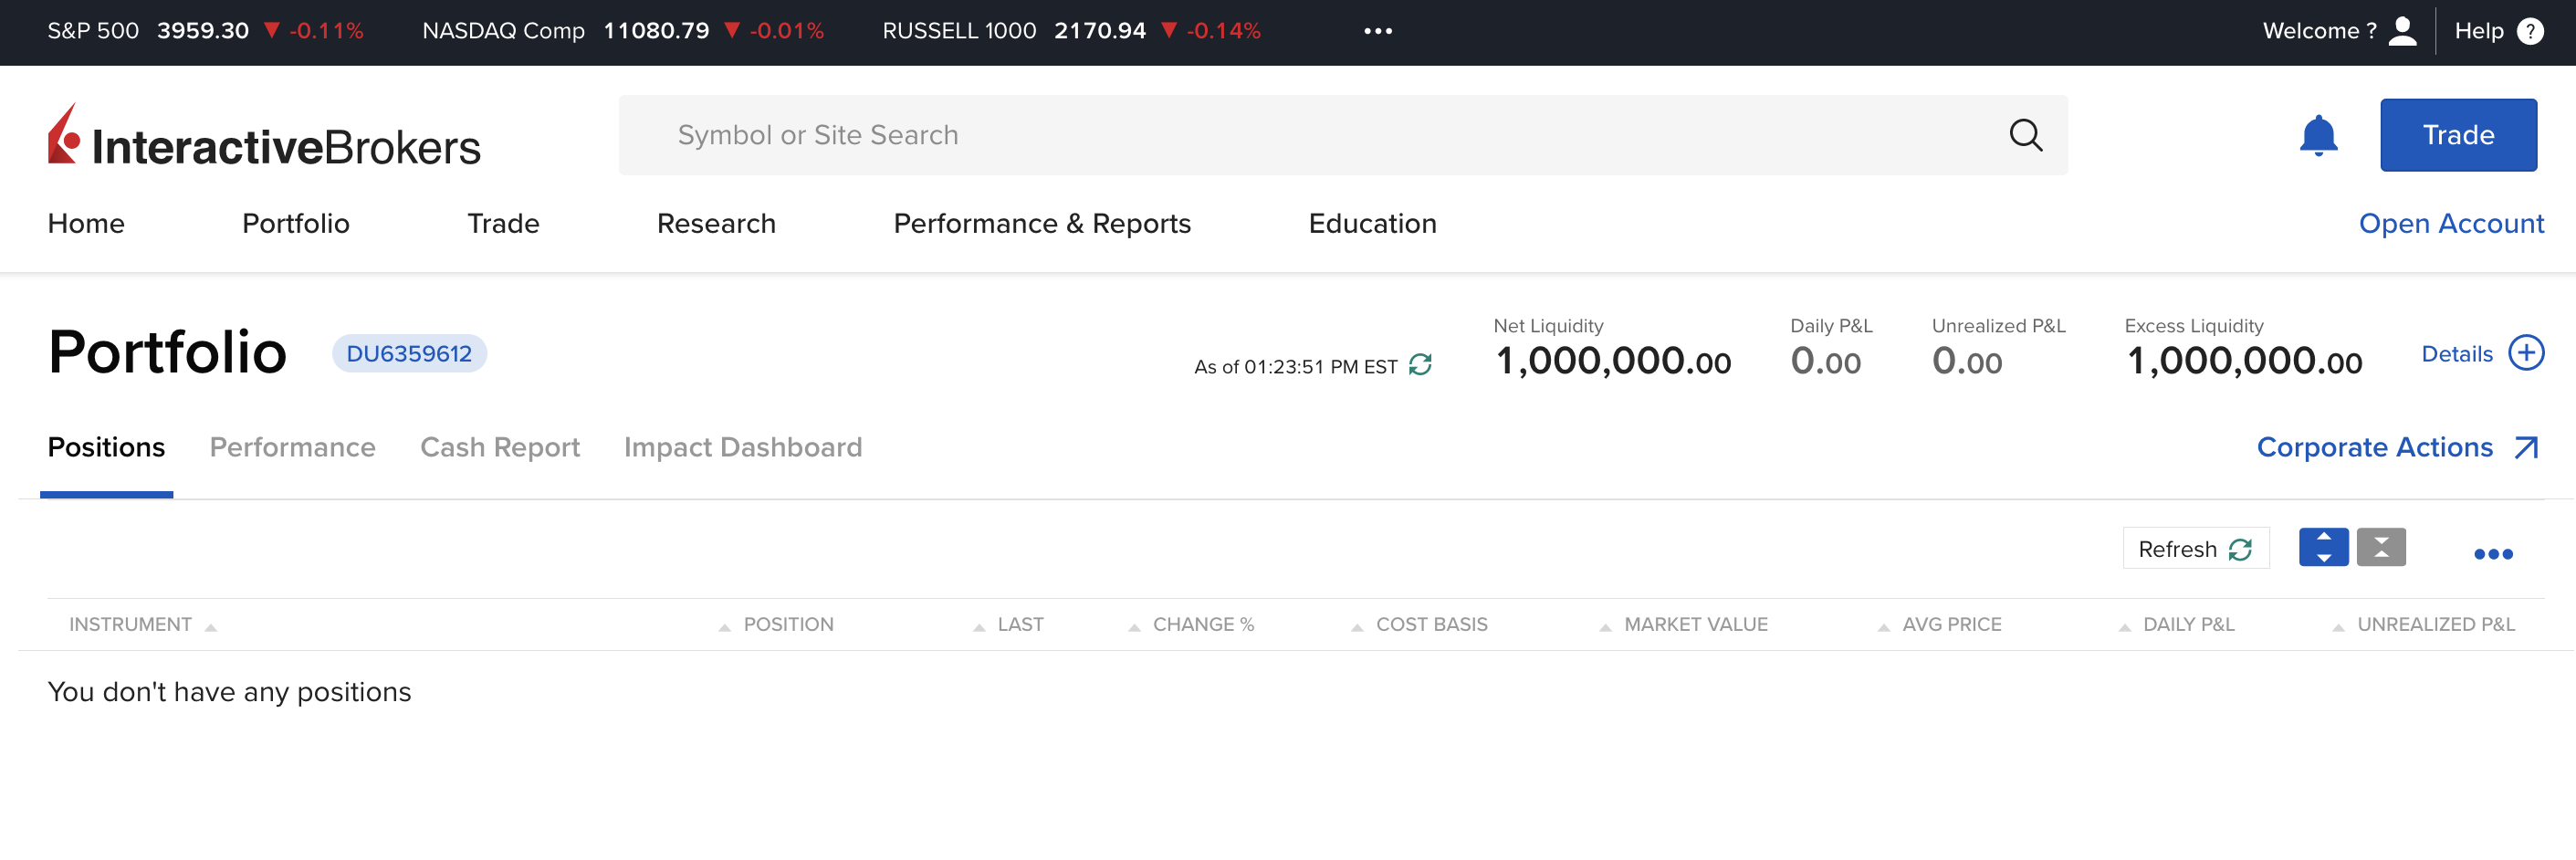 S&P 500 3959.30 ▼ -0.11% NASDAQ Comp 11080.79 ▼ -0.01% RUSSELL 1000 2170.94 ▼ -0.14% ••• Welcome ? Help ?
InteractiveBrokers
Symbol or Site Search
Trade
Home Portfolio Trade Research Performance & Reports Education Open Account
Portfolio DU6359612
As of 01:23:51 PM EST
Net Liquidity Daily P&L Unrealized P&L Excess Liquidity
1,000,000.00 0.00 0.00 1,000,000.00
Details
Positions Performance Cash Report Impact Dashboard Corporate Actions
Refresh
INSTRUMENT POSITION LAST CHANGE % COST BASIS MARKET VALUE AVG PRICE DAILY P&L UNREALIZED P&L
You don't have any positions